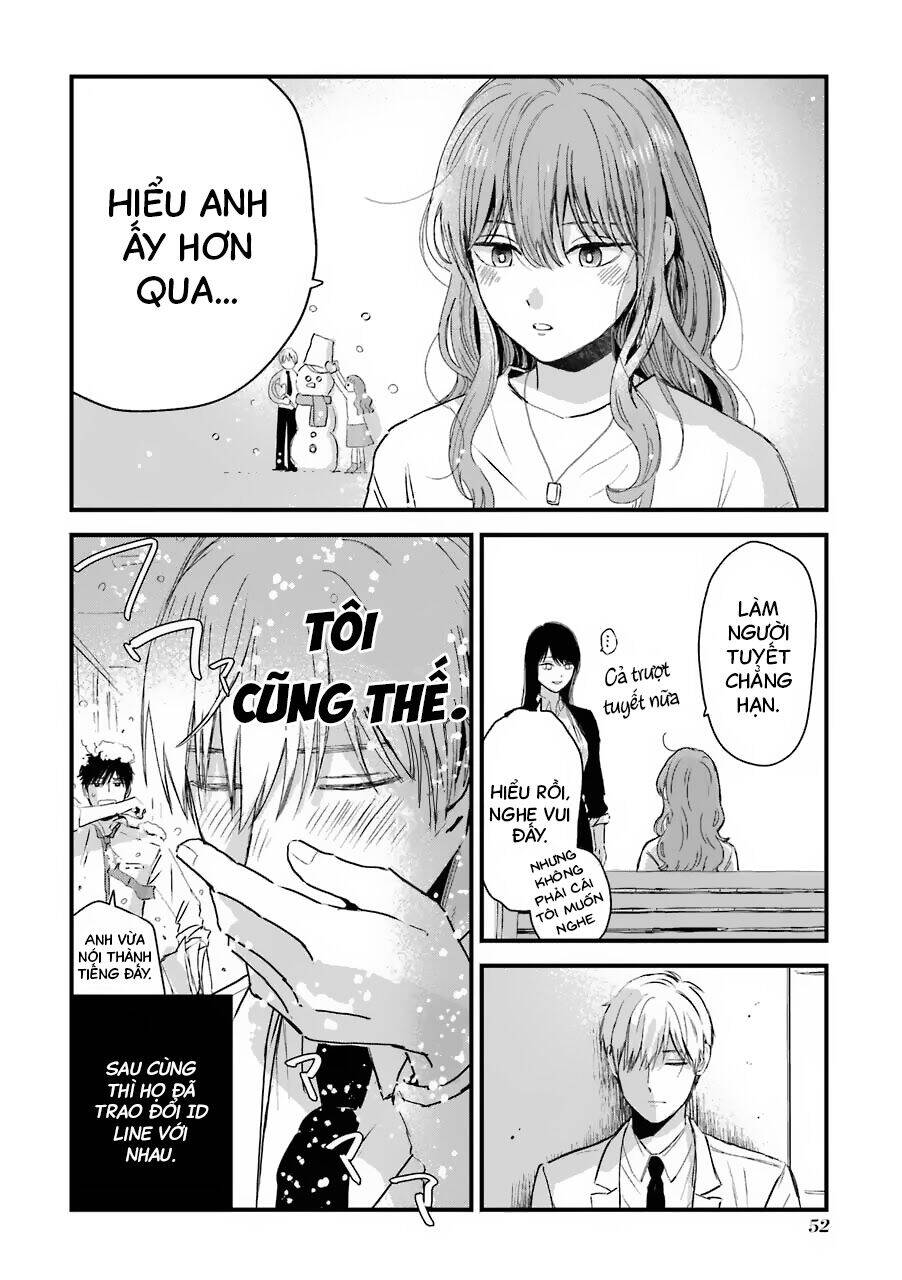 HIỂU ANH
ẤY HƠN
QUA...
LÀM
NGƯỜI
TUYẾT
CHẲNG
HẠN.
Cả trượt
tuyết nữa
HIỂU RỒI,
NGHE VUI
ĐẤY.
NHƯNG
KHÔNG
PHẢI CÁI
TÔI MUỐN
NGHE
TÔI
CŨNG THẾ.
ANH VỪA
NÓI THÀNH
TIẾNG ĐẤY.
SAU CÙNG
THÌ HỌ ĐÃ
TRAO ĐỔI ID
LINE VỚI
NHAU.
52